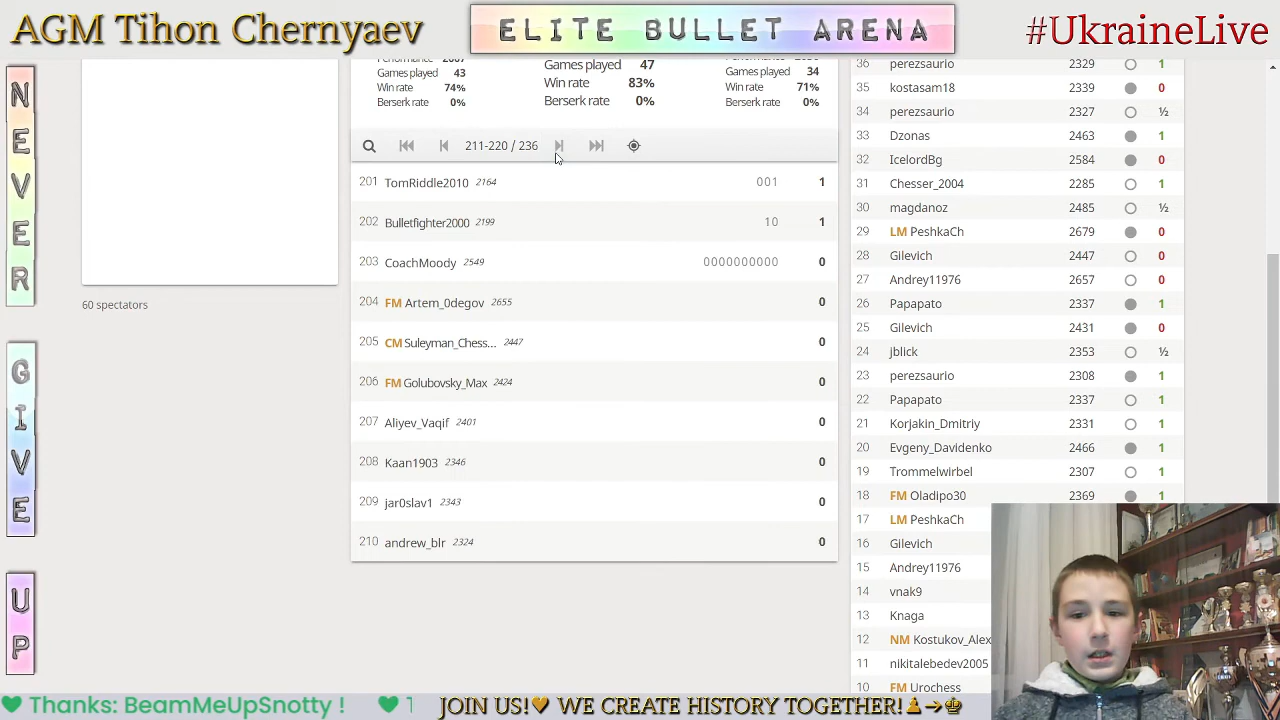 AGM Tihon Chernyaev
ELITE BULLET ARENA
#UkraineLive
NEVER
GIVE
UP
Games played 43
Win rate 74%
Berserk rate 0%
Games played 47
Win rate 83%
Berserk rate 0%
Games played 34
Win rate 71%
Berserk rate 0%
211-220 / 236
201 TomRiddle2010 2164 001 1
202 Bulletfighter2000 2199 10 1
203 CoachMoody 2549 0000000000 0
204 FM Artem_0degov 2655 0
205 CM Suleyman_Chess... 2447 0
206 FM Golubovsky_Max 2424 0
207 Aliyev_Vaqif 2401 0
208 Kaan1903 2346 0
209 jar0slav1 2343 0
210 andrew_blr 2324 0
60 spectators
36 perezsaurio 2329 1
35 kostasam18 2339 0
34 perezsaurio 2327 ½
33 Dzonas 2463 1
32 IcelordBg 2584 0
31 Chesser_2004 2285 1
30 magdanoz 2485 ½
29 LM PeshkaCh 2679 0
28 Gilevich 2447 0
27 Andrey11976 2657 0
26 Papapato 2337 1
25 Gilevich 2431 0
24 jblick 2353 ½
23 perezsaurio 2308 1
22 Papapato 2337 1
21 Korjakin_Dmitriy 2331 1
20 Evgeny_Davidenko 2466 1
19 Trommelwirbel 2307 1
18 FM Oladipo30 2369 1
17 LM PeshkaCh
16 Gilevich
15 Andrey11976
14 vnak9
13 Knaga
12 NM Kostukov_Alex
11 nikitalebedev2005
10 FM Urochess
Thanks: BeamMeUpSnotty !
JOIN US! WE CREATE HISTORY TOGETHER!